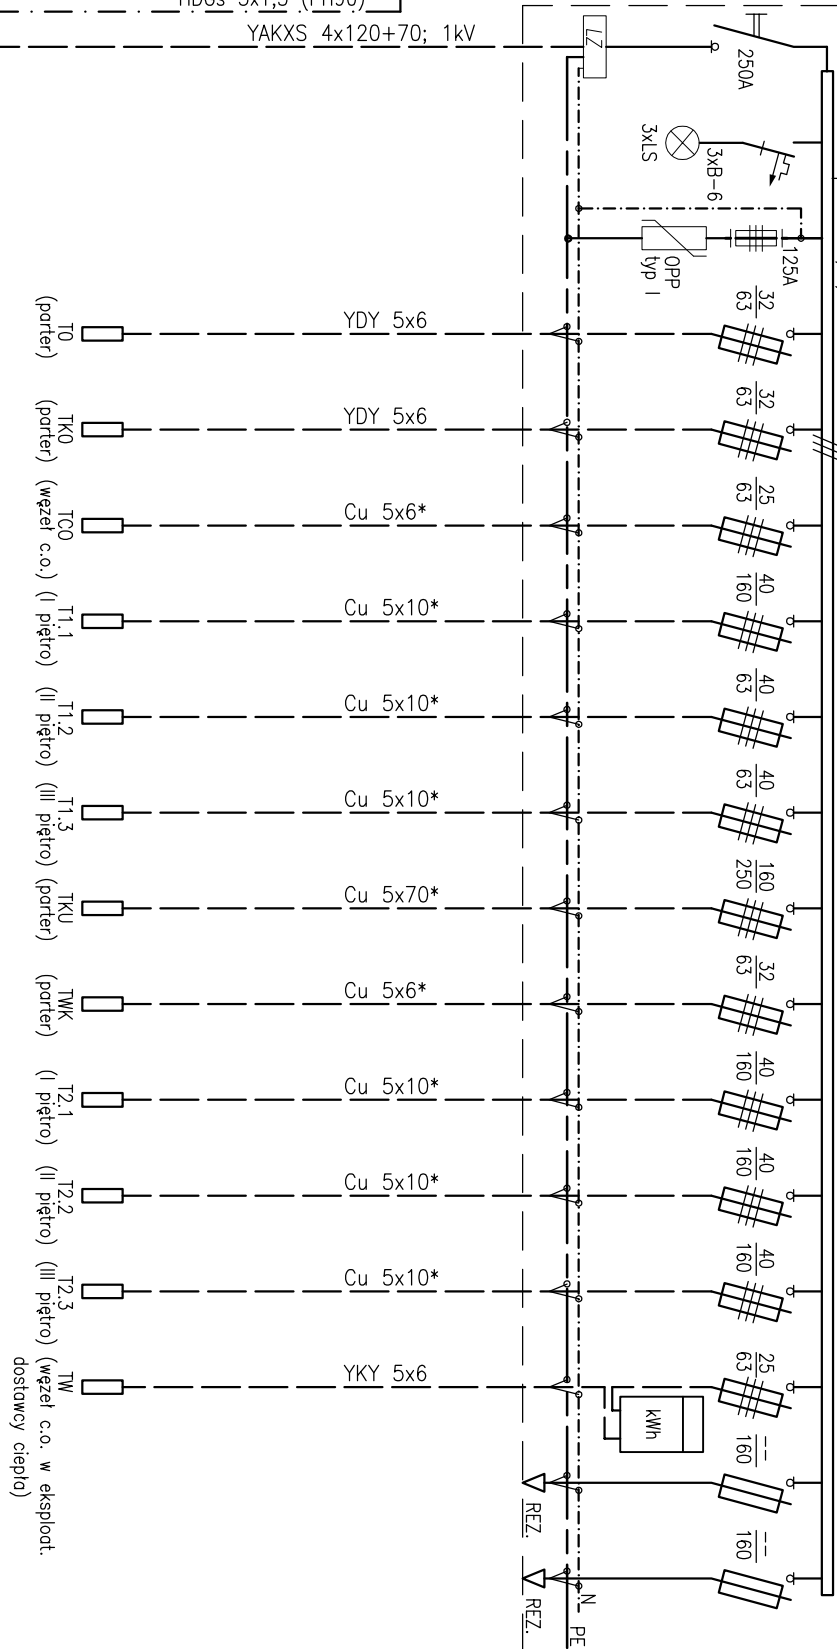 YAKXS 4x120+70; 1kV
LZ
250A
3xLS
3xB-6
125A
OPP
typ I
T0
(parter)
YDY 5x6
32
63
TK0
(parter)
YDY 5x6
32
63
TCO
(węzeł c.o.)
Cu 5x6*
25
63
T1.1
(I piętro)
Cu 5x10*
40
160
T1.2
(II piętro)
Cu 5x10*
40
63
T1.3
(III piętro)
Cu 5x10*
40
63
TKU
(parter)
Cu 5x70*
160
250
TWK
(parter)
Cu 5x6*
32
63
T2.1
(I piętro)
Cu 5x10*
40
160
T2.2
(II piętro)
Cu 5x10*
40
160
T2.3
(III piętro)
Cu 5x10*
40
160
TW
(węzeł c.o. w eksploat.
dostawcy ciepła)
YKY 5x6
25
63
kWh
--
160
REZ.
--
160
REZ.
N
PE